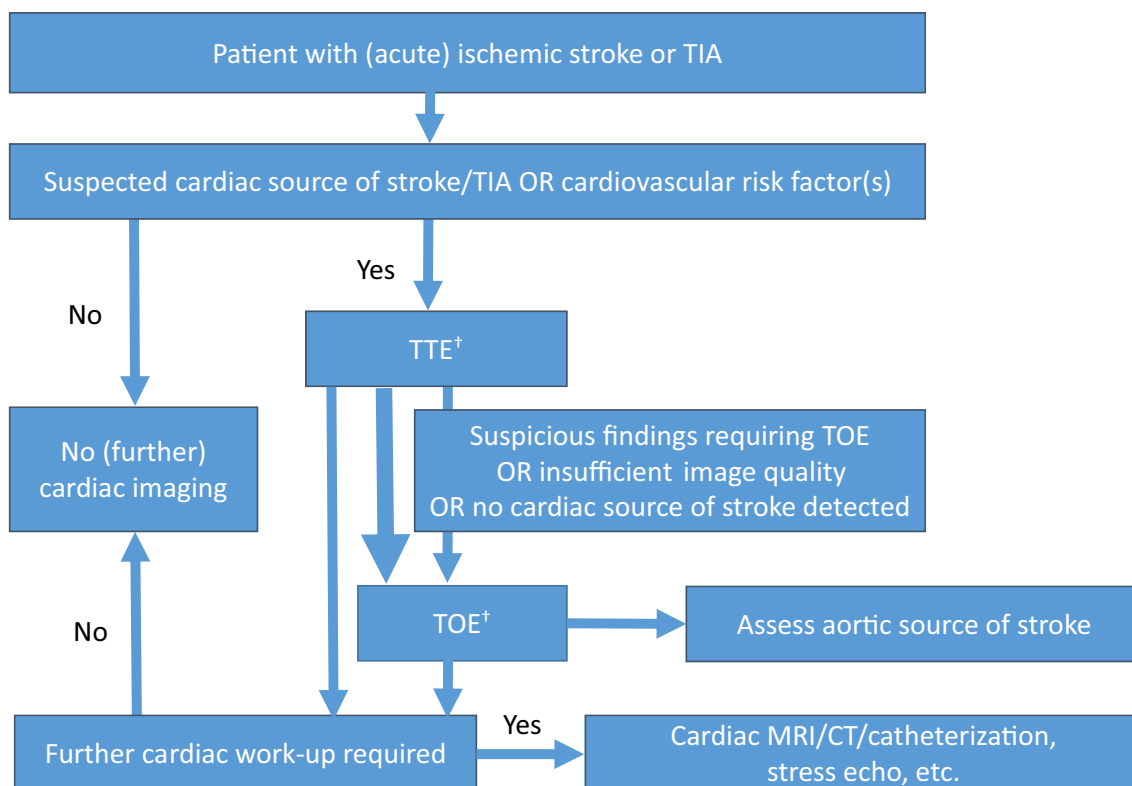 Patient with (acute) ischemic stroke or TIA
Suspected cardiac source of stroke/TIA OR cardiovascular risk factor(s)
Yes
No
TTE†
No (further)
cardiac imaging
Suspicious findings requiring TOE
OR insufficient image quality
OR no cardiac source of stroke detected
TOE†
Assess aortic source of stroke
No
Further cardiac work-up required
Yes
Cardiac MRI/CT/catheterization,
stress echo, etc.